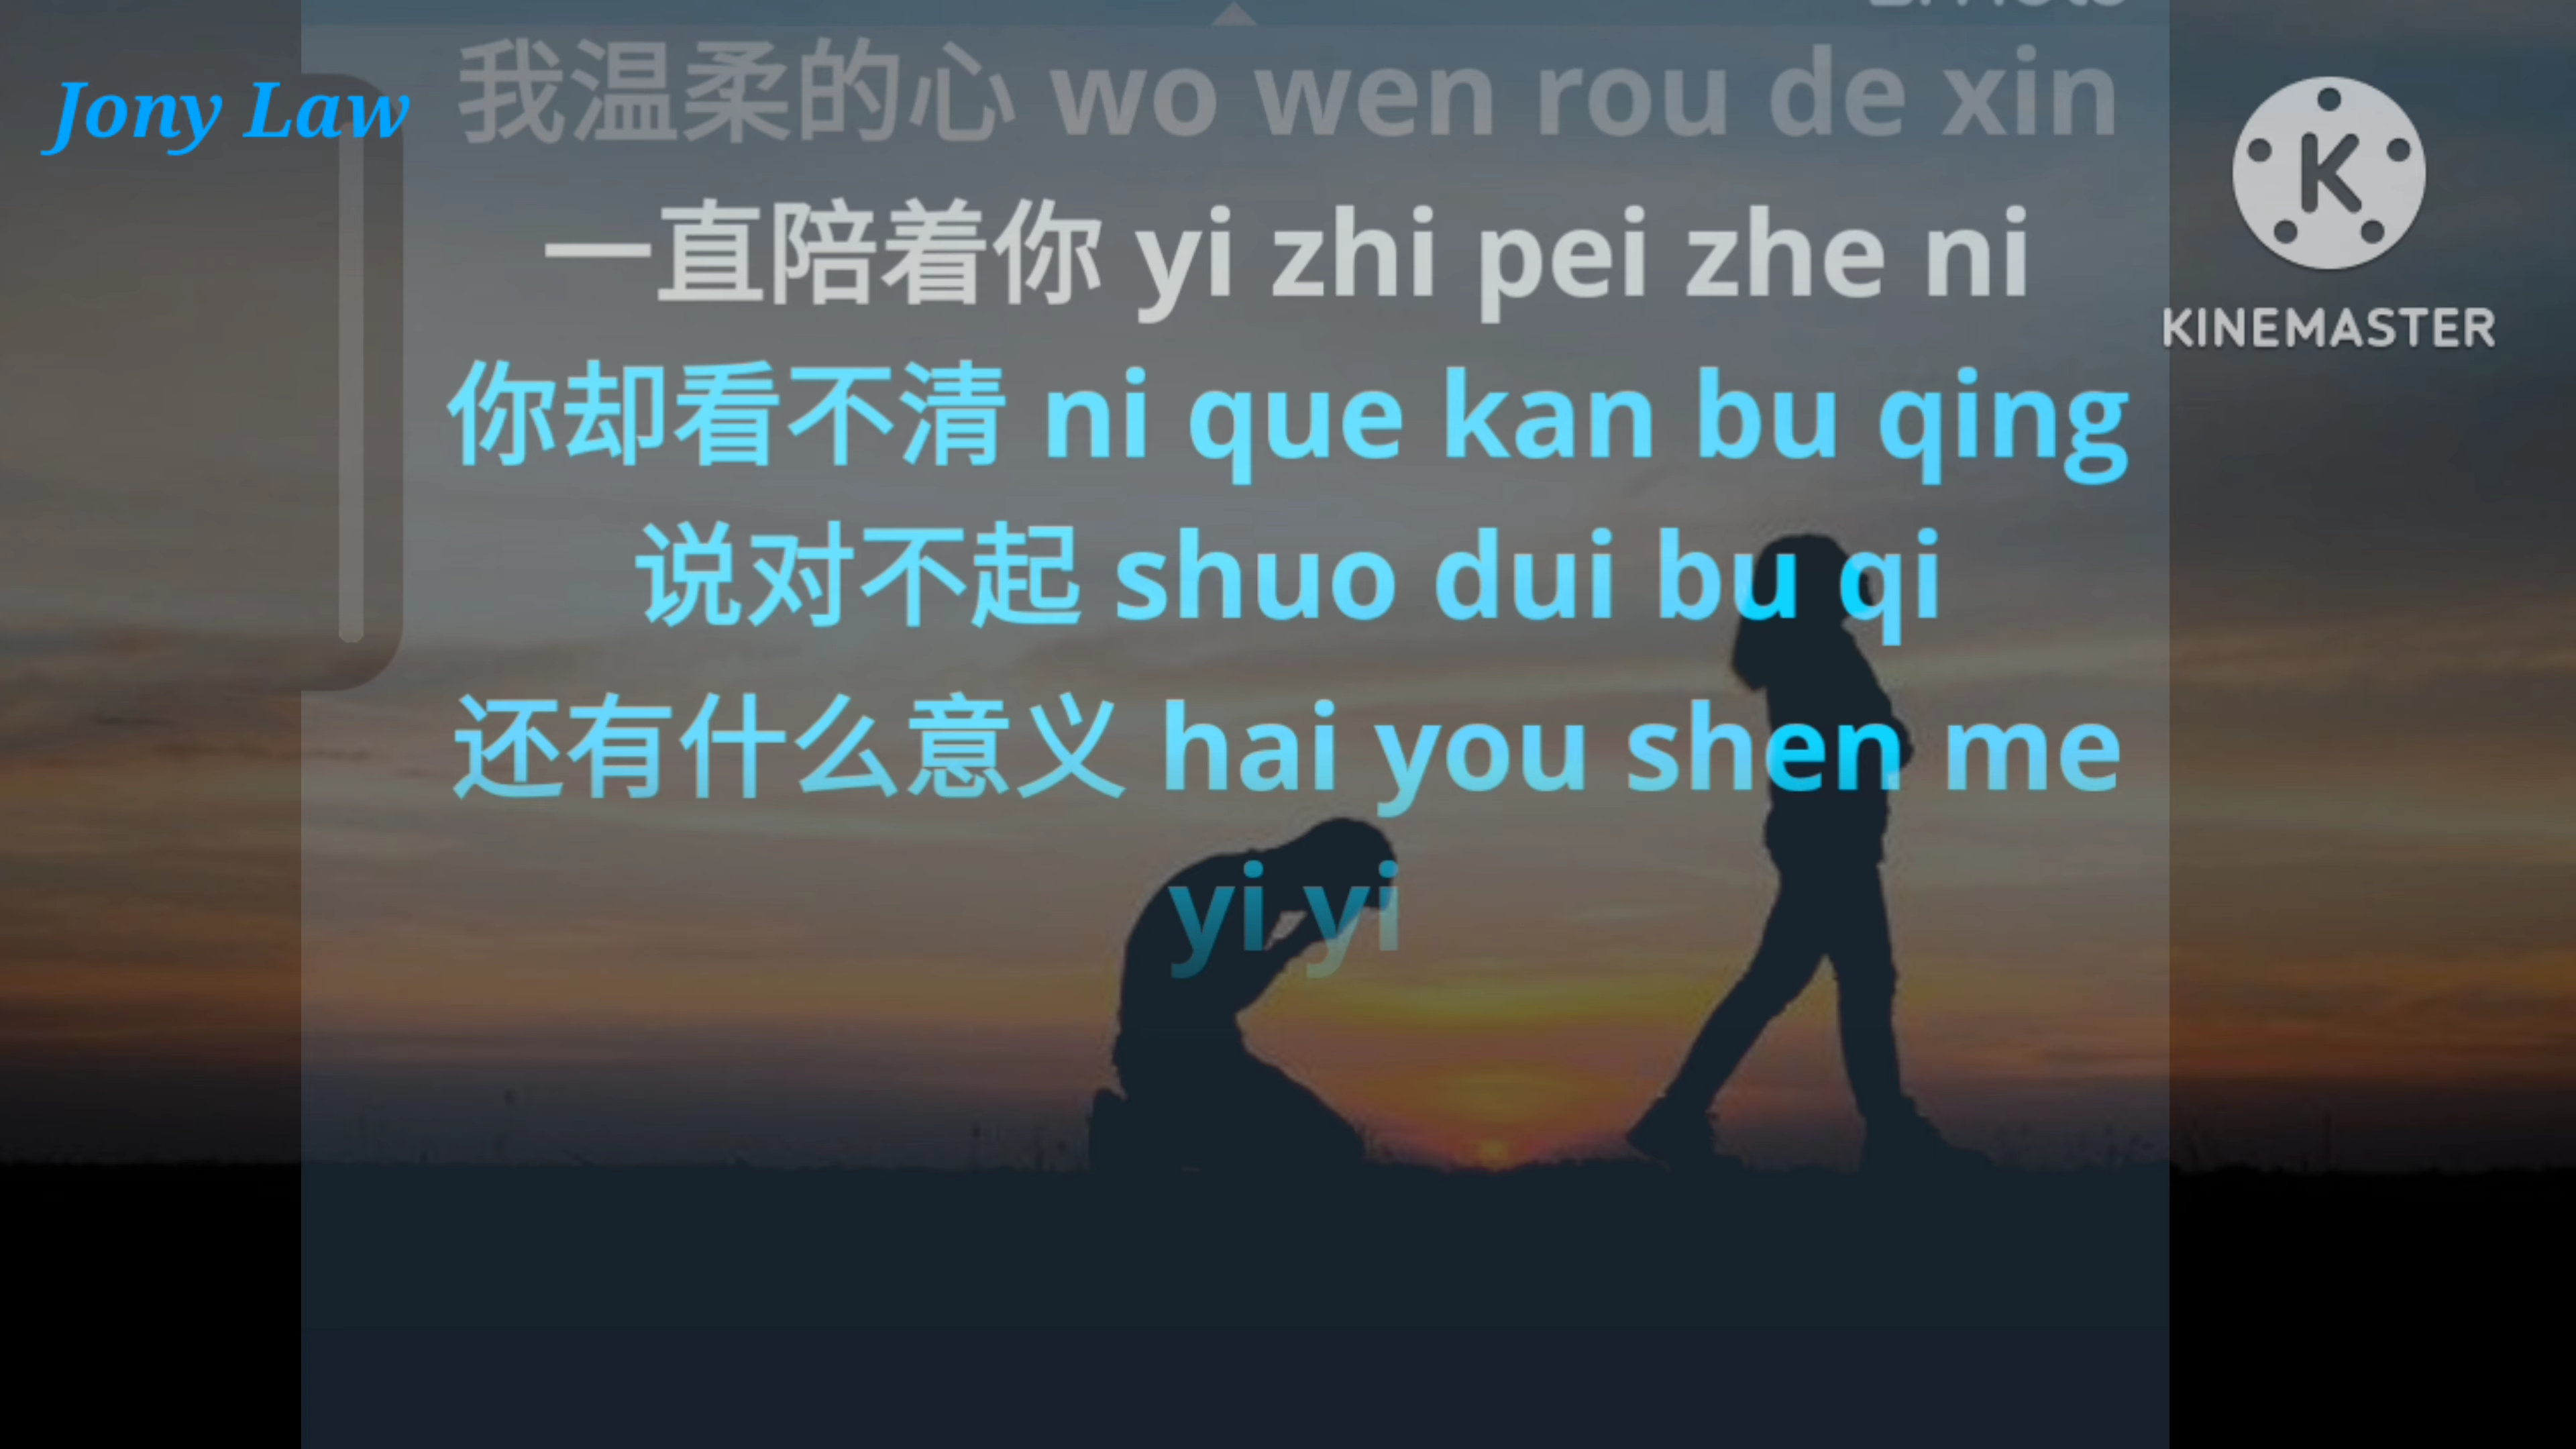 Jony Law
我温柔的心 wo wen rou de xin
一直陪着你 yi zhi pei zhe ni
你却看不清 ni que kan bu qing
说对不起 shuo dui bu qi
还有什么意义 hai you shen me
yi yi
K
KINEMASTER